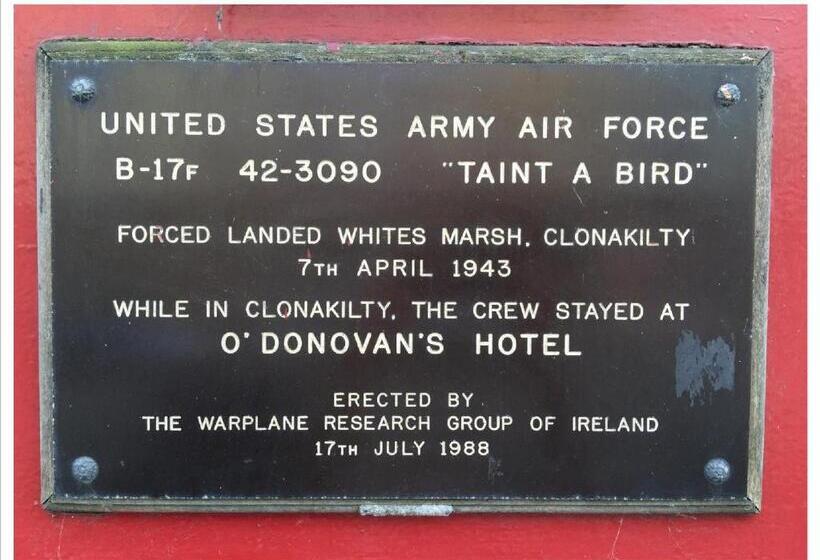 UNITED STATES ARMY AIR FORCE
B-17F 42-3090 "TAINT A BIRD"
FORCED LANDED WHITES MARSH, CLONAKILTY
7TH APRIL 1943
WHILE IN CLONAKILTY, THE CREW STAYED AT
O'DONOVAN'S HOTEL
ERECTED BY
THE WARPLANE RESEARCH GROUP OF IRELAND
17TH JULY 1988